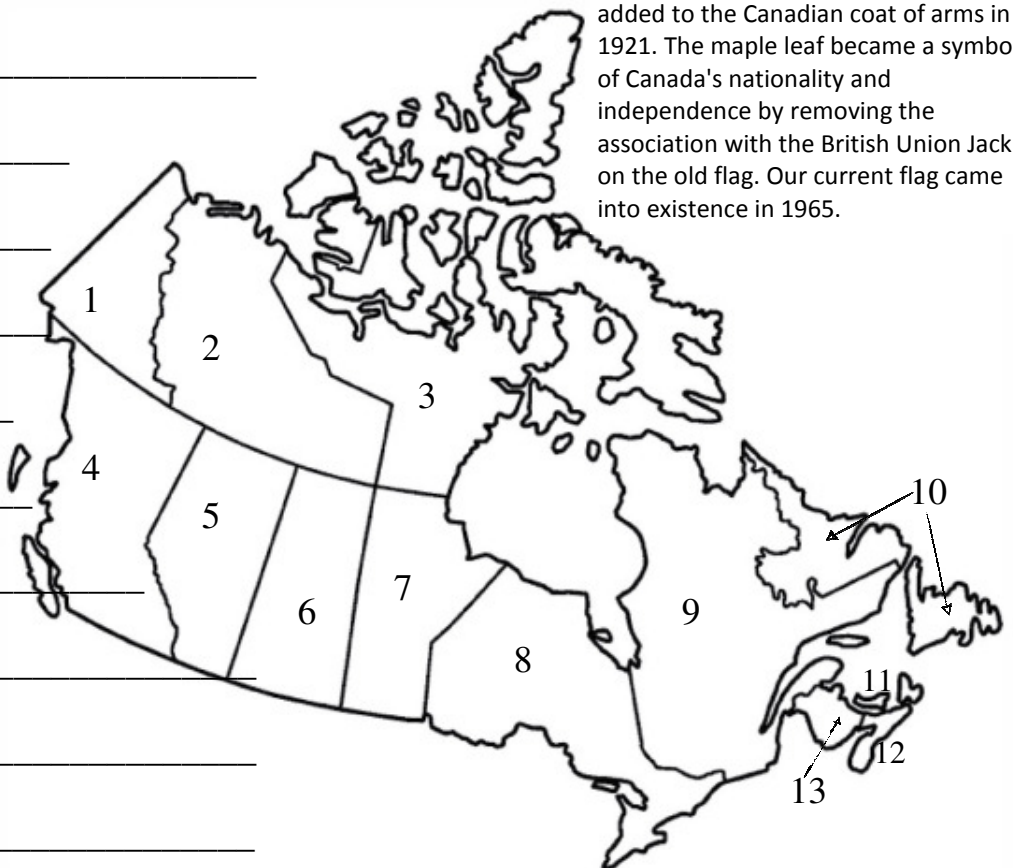 added to the Canadian coat of arms in
1921. The maple leaf became a symbo
of Canada's nationality and
independence by removing the
association with the British Union Jack
on the old flag. Our current flag came
into existence in 1965.
1
2
3
4
5
6
7
8
9
10
11
12
13